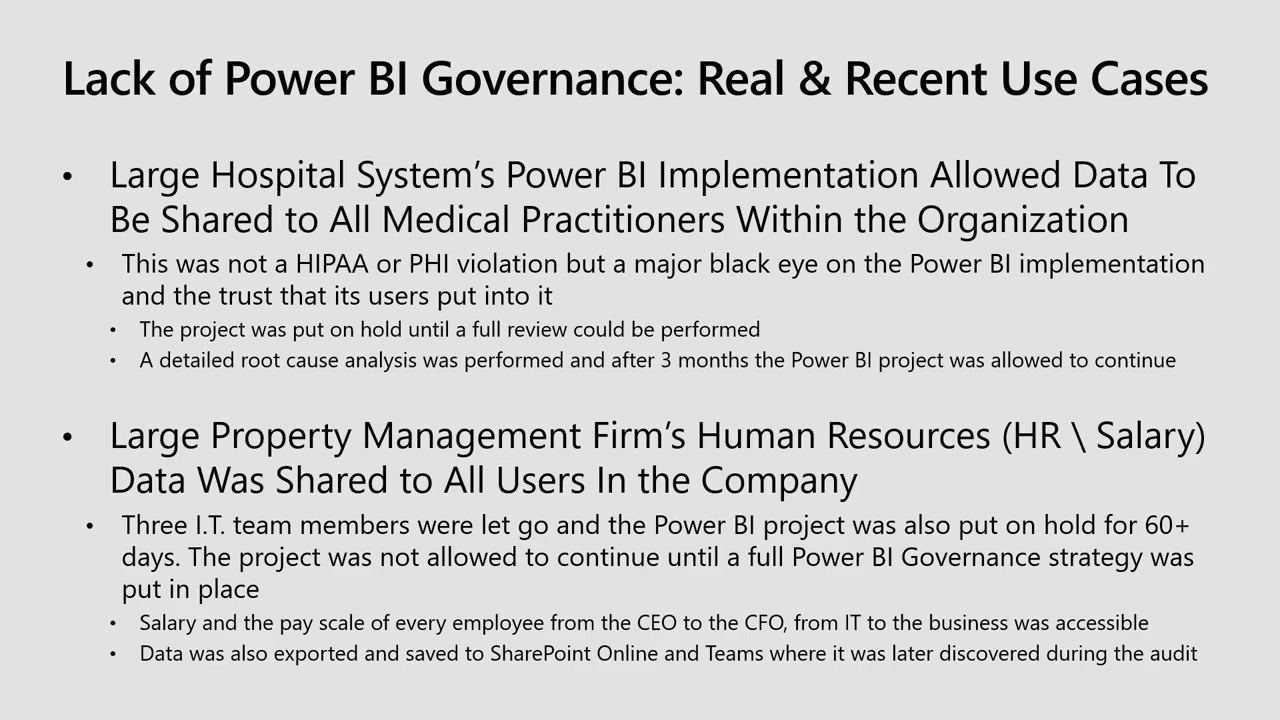 Lack of Power BI Governance: Real & Recent Use Cases
• Large Hospital System’s Power BI Implementation Allowed Data To
Be Shared to All Medical Practitioners Within the Organization
• This was not a HIPAA or PHI violation but a major black eye on the Power BI implementation
and the trust that its users put into it
• The project was put on hold until a full review could be performed
• A detailed root cause analysis was performed and after 3 months the Power BI project was allowed to continue
• Large Property Management Firm’s Human Resources (HR \ Salary)
Data Was Shared to All Users In the Company
• Three I.T. team members were let go and the Power BI project was also put on hold for 60+
days. The project was not allowed to continue until a full Power BI Governance strategy was
put in place
• Salary and the pay scale of every employee from the CEO to the CFO, from IT to the business was accessible
• Data was also exported and saved to SharePoint Online and Teams where it was later discovered during the audit